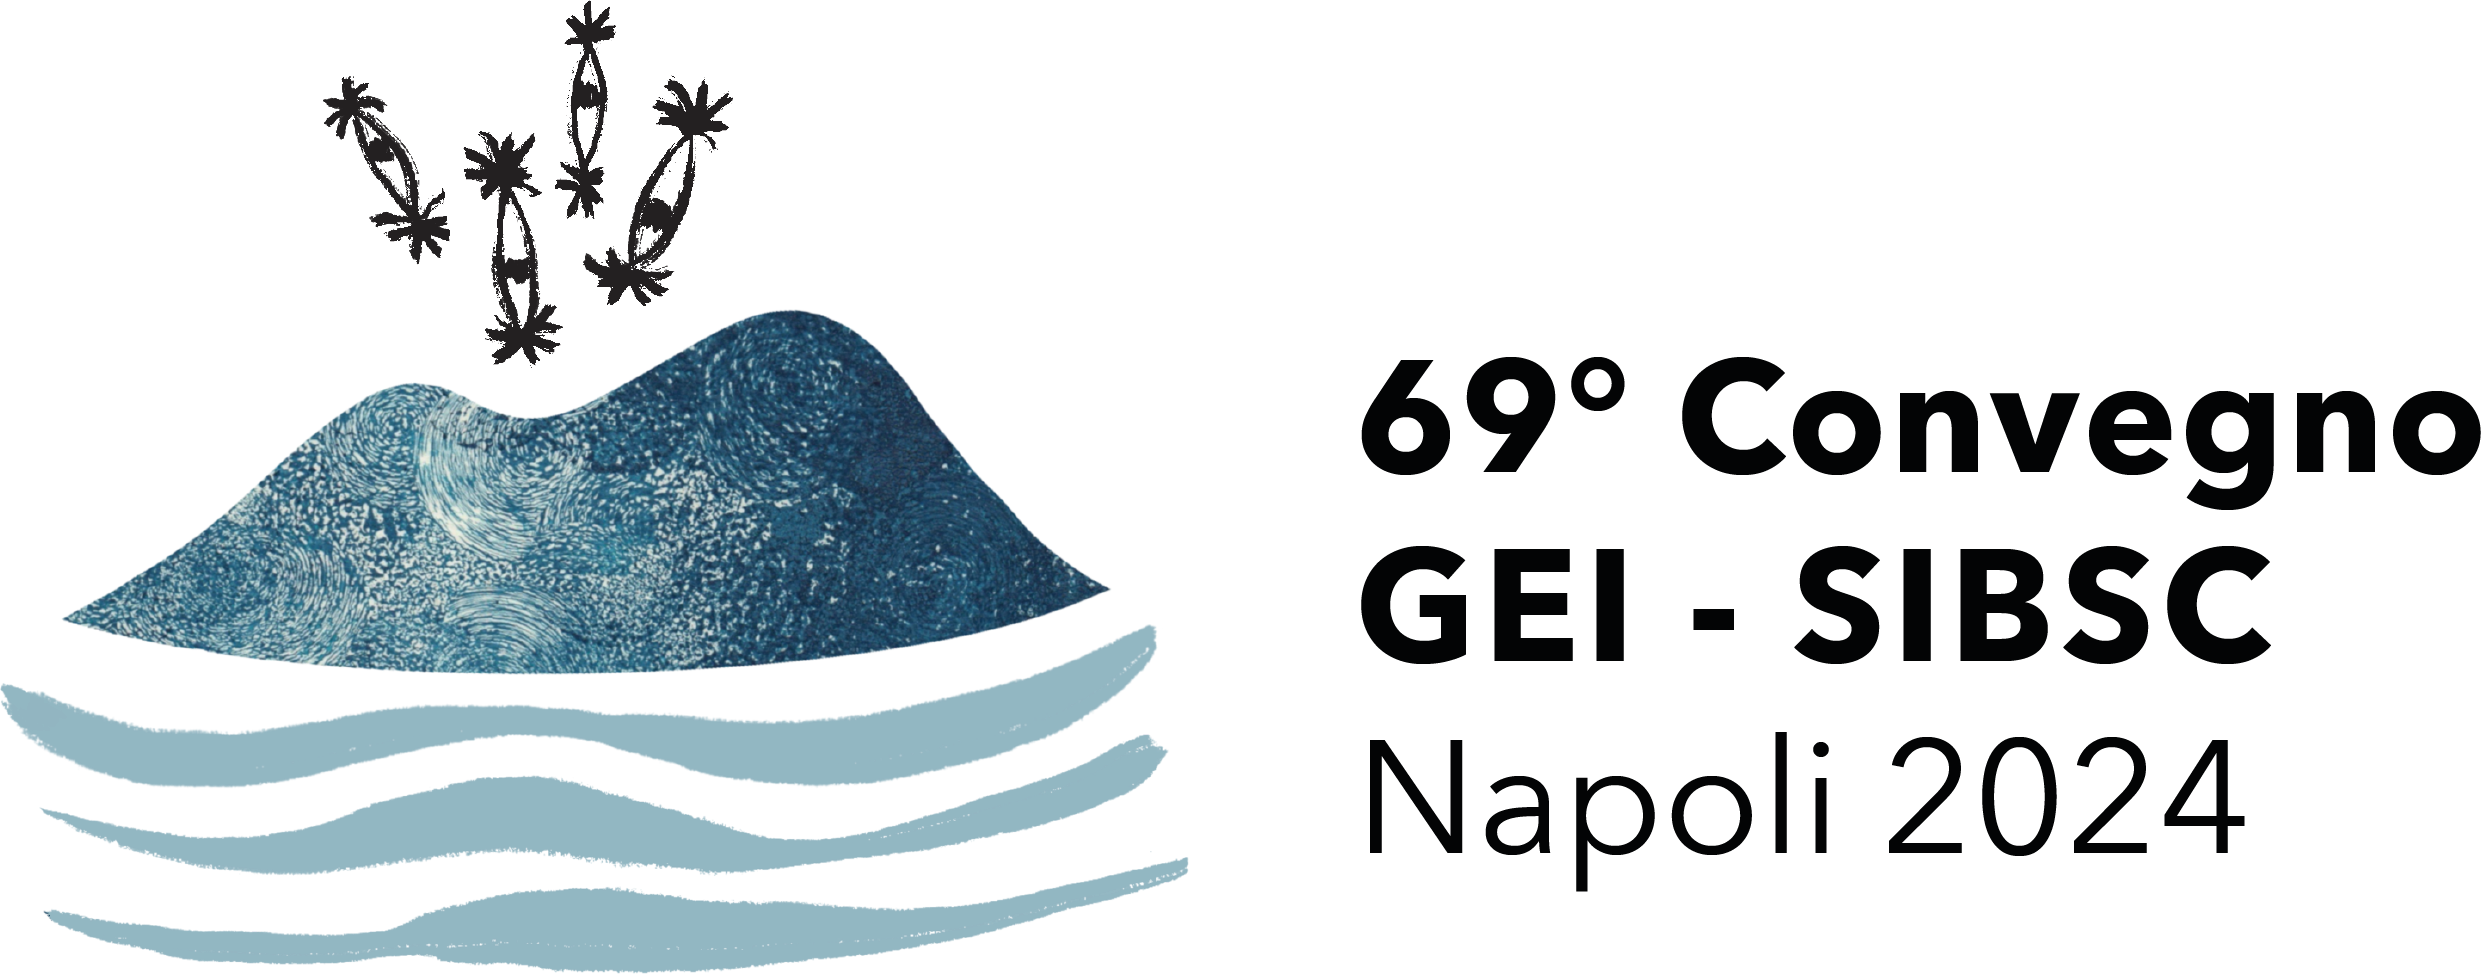 69° Convegno
GEI - SIBSC
Napoli 2024